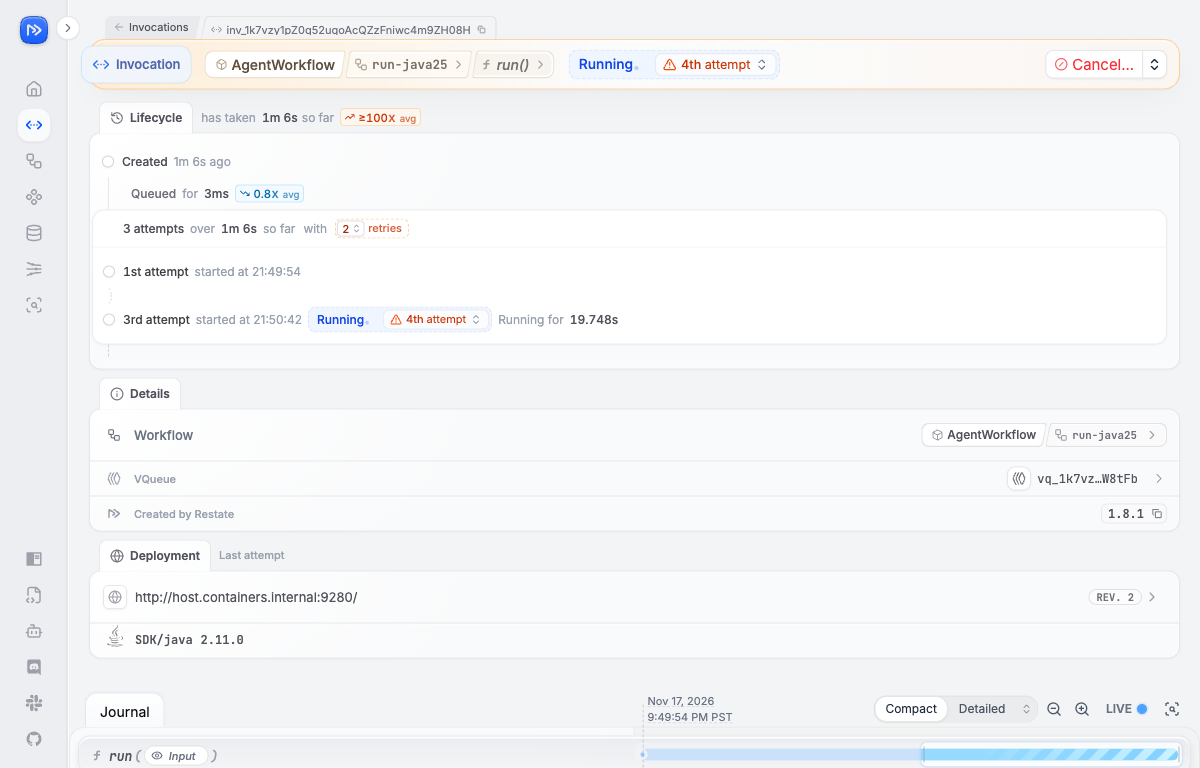 Invocations
inv_1k7vzy1pZ0q52uqoAcQZzFniwc4m9ZH08H
Invocation
AgentWorkflow
run-java25
ƒ run()
Running
4th attempt
Cancel...
Lifecycle
has taken 1m 6s so far
≥100x avg
Created 1m 6s ago
Queued for 3ms 0.8x avg
3 attempts over 1m 6s so far with 2 retries
1st attempt started at 21:49:54
3rd attempt started at 21:50:42 Running 4th attempt Running for 19.748s
Details
Workflow
AgentWorkflow run-java25
VQueue
vq_1k7vz…W8tFb
Created by Restate
1.8.1
Deployment
Last attempt
http://host.containers.internal:9280/
REV. 2
SDK/java 2.11.0
Journal
Nov 17, 2026
9:49:54 PM PST
Compact
Detailed
LIVE
ƒ run ( Input )